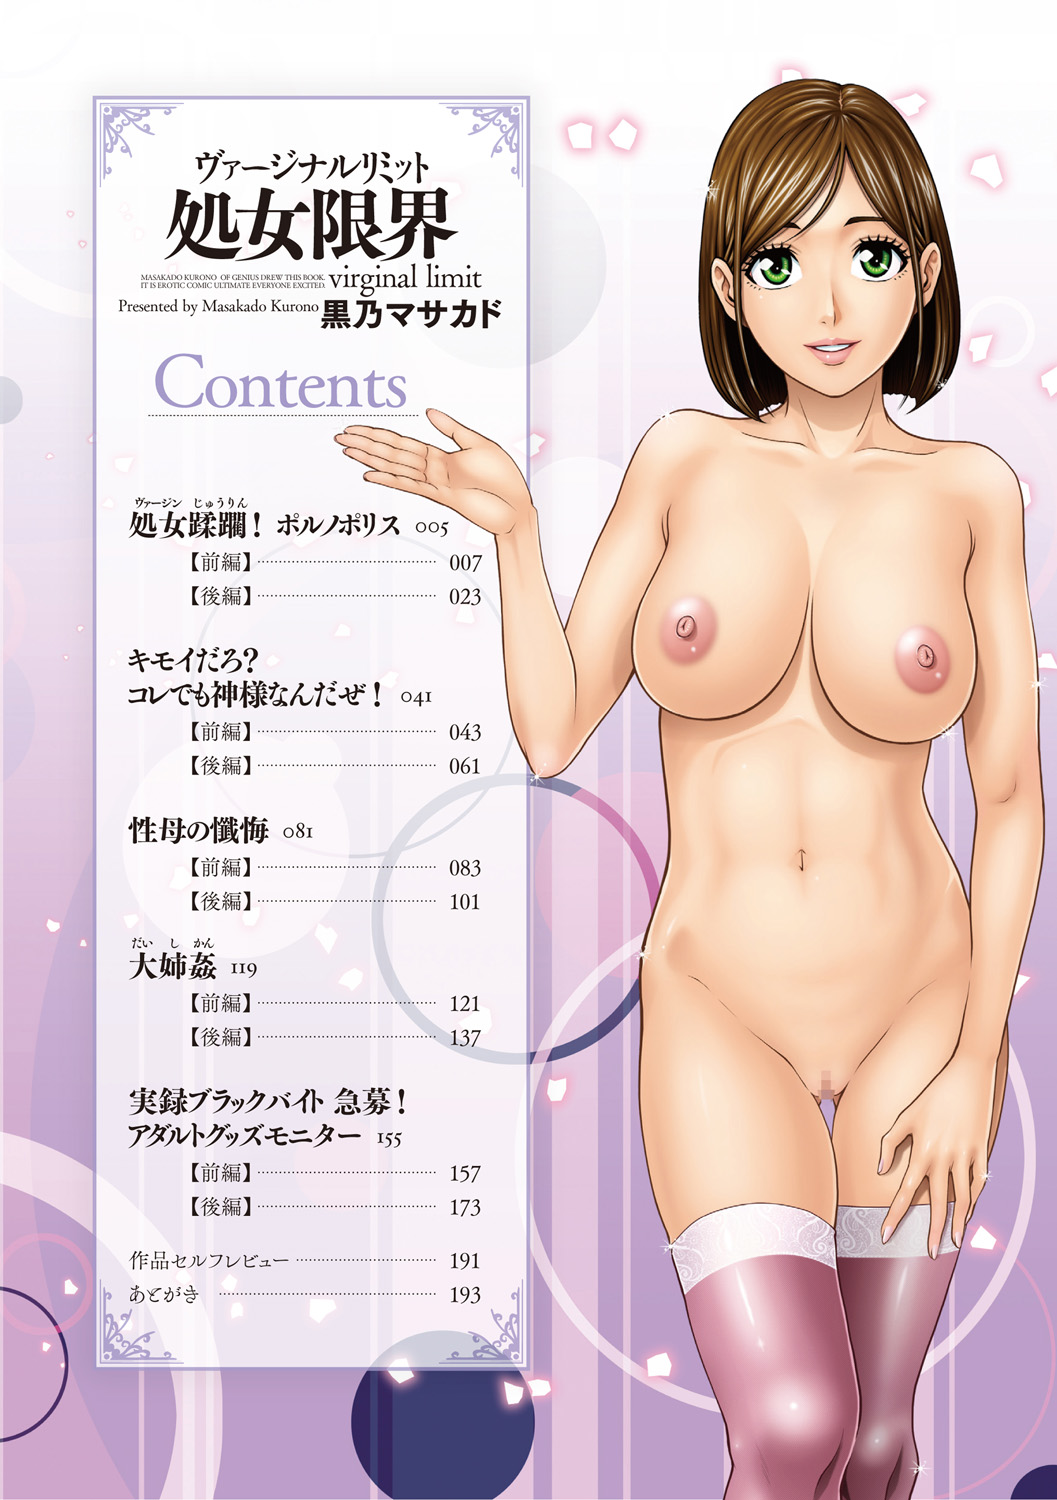 ヴァージナルリミット
処女限界
MASAKADO KURONO OF GENIUS DREW THIS BOOK.
IT IS EROTIC COMIC ULTIMATE EVERYONE EXCITED.
virginal limit
Presented by Masakado Kurono 黒乃マサカド
Contents
ヴァージン じゅうりん
処女蹂躙！ ポルノポリス 005
【前編】 007
【後編】 023
キモイだろ？
コレでも神様なんだぜ！ 041
【前編】 043
【後編】 061
性母の懺悔 081
【前編】 083
【後編】 101
だい し かん
大姉姦 119
【前編】 121
【後編】 137
実録ブラックバイト 急募！
アダルトグッズモニター 155
【前編】 157
【後編】 173
作品セルフレビュー 191
あとがき 193